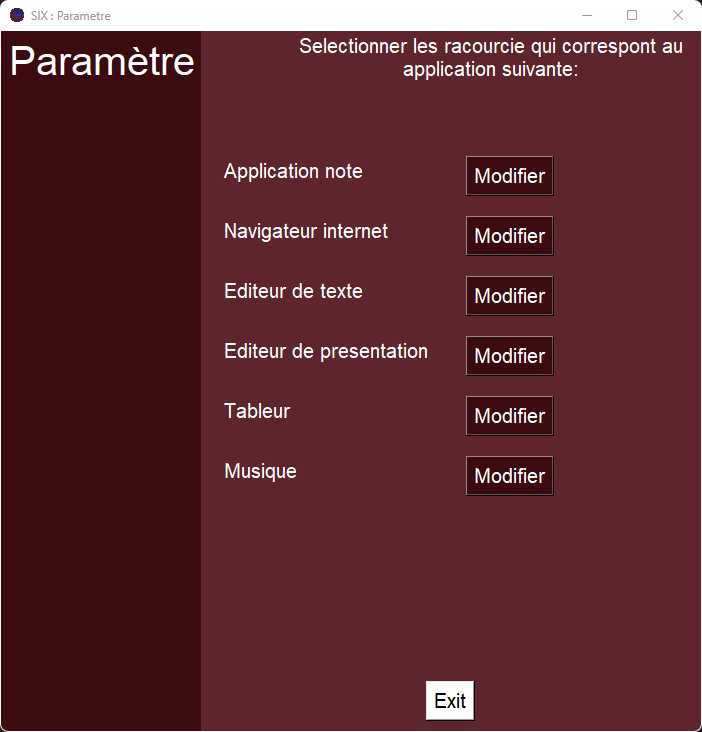 SIX : Parametre
Paramètre
Selectionner les racourcie qui correspont au
application suivante:
Application note
Modifier
Navigateur internet
Modifier
Editeur de texte
Modifier
Editeur de presentation
Modifier
Tableur
Modifier
Musique
Modifier
Exit